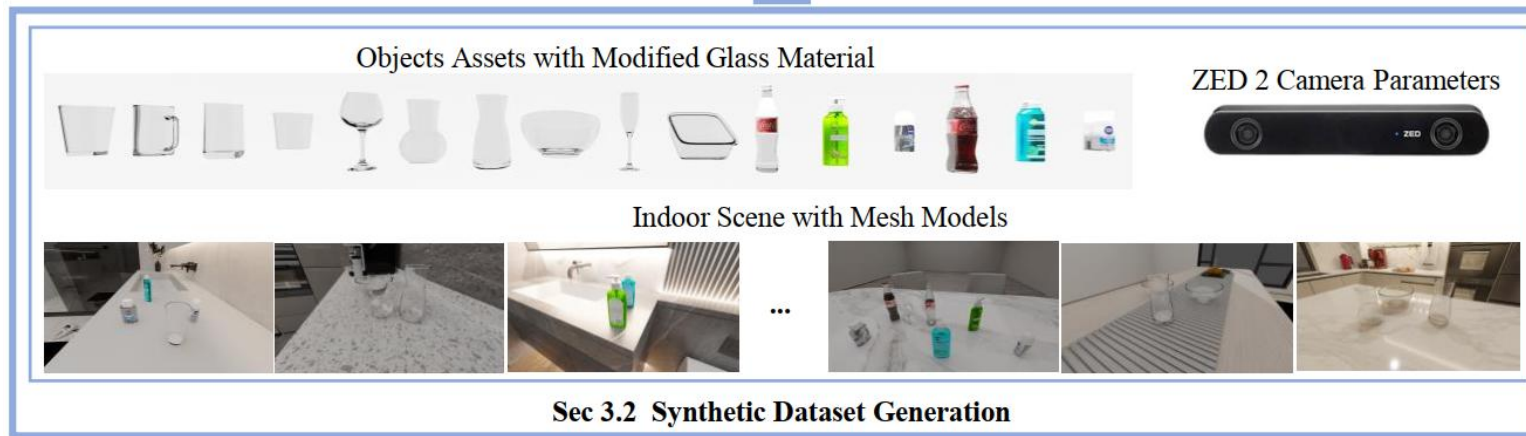 Objects Assets with Modified Glass Material
ZED 2 Camera Parameters
ZED
Indoor Scene with Mesh Models
...
Sec 3.2 Synthetic Dataset Generation